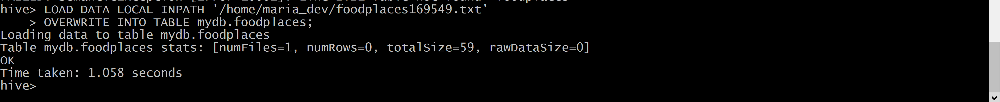 hive> LOAD DATA LOCAL INPATH '/home/maria_dev/foodplaces169549.txt'
    > OVERWRITE INTO TABLE mydb.foodplaces;
Loading data to table mydb.foodplaces
Table mydb.foodplaces stats: [numFiles=1, numRows=0, totalSize=59, rawDataSize=0]
OK
Time taken: 1.058 seconds
hive>